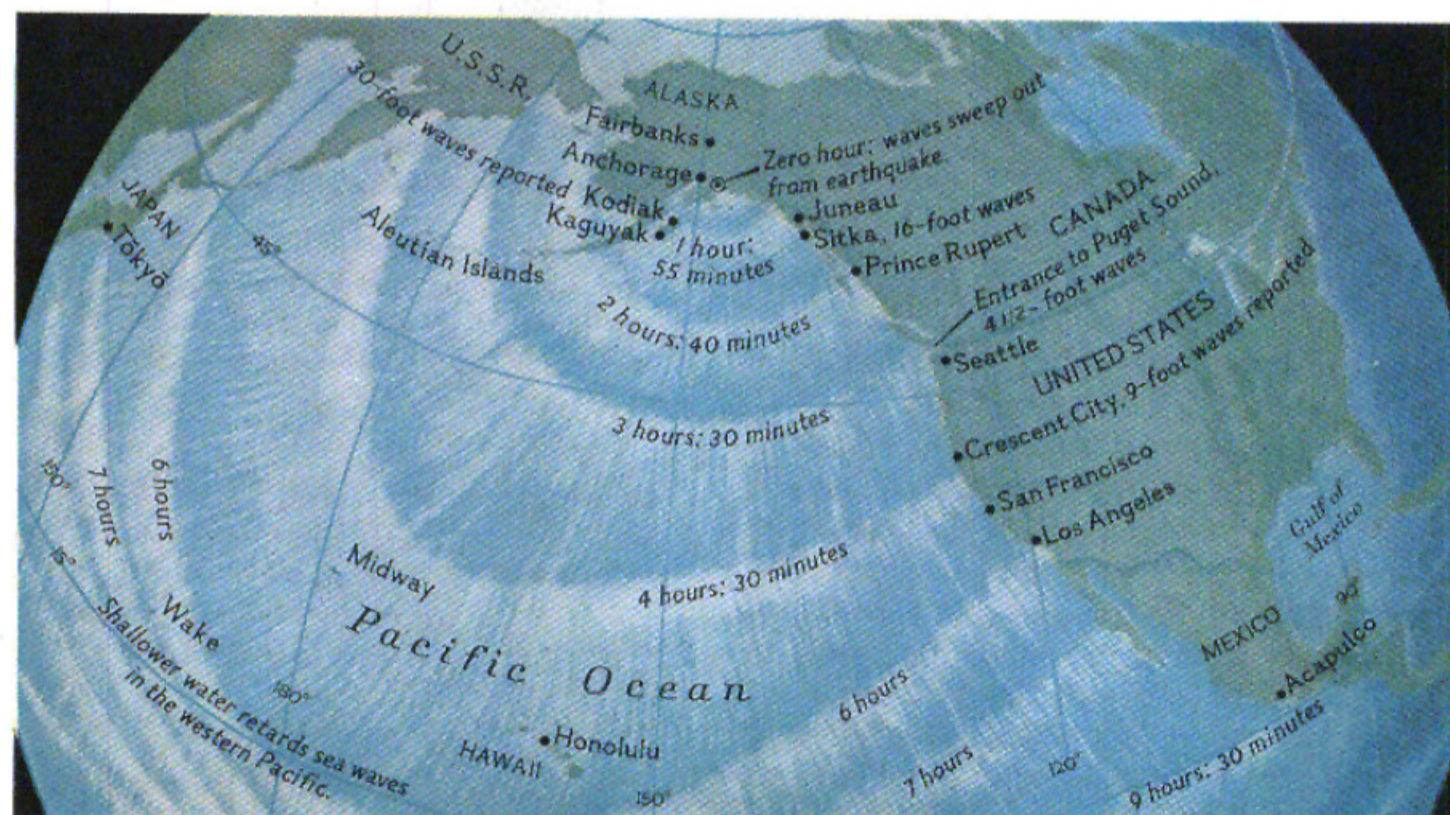 U.S.S.R.
ALASKA
30-foot waves reported
Fairbanks
Anchorage
Zero hour: waves sweep out
from earthquake.
Kodiak
Kaguyak
Juneau
Sitka, 16-foot waves
Prince Rupert
CANADA
JAPAN
Tōkyō
45°
Aleutian Islands
1 hour:
55 minutes
Entrance to Puget Sound,
4 1/2-foot waves
2 hours: 40 minutes
Seattle
UNITED STATES
3 hours: 30 minutes
Crescent City, 9-foot waves reported
San Francisco
Los Angeles
Gulf of
Mexico
150°
7 hours
6 hours
15°
Midway
4 hours: 30 minutes
Wake
Pacific Ocean
90°
MEXICO
Acapulco
Shallower water retards sea waves
in the western Pacific.
180°
6 hours
Honolulu
HAWAII
7 hours
120°
9 hours: 30 minutes
150°